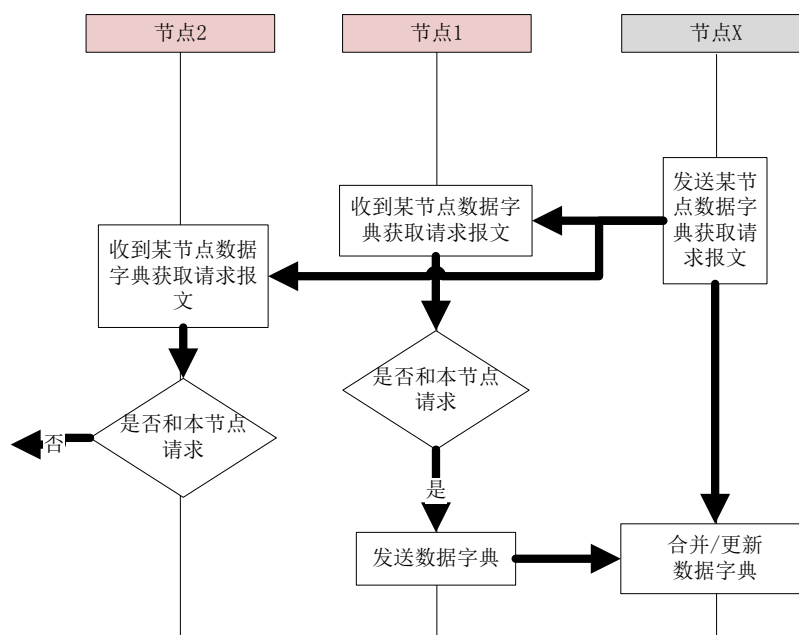 节点2
节点1
节点X
发送某节
点数据字
典获取请
求报文
收到某节点数据字
典获取请求报文
收到某节点数据
字典获取请求报
文
是否和本节点
请求
是否和本节点
请求
否
是
发送数据字典
合并/更新
数据字典